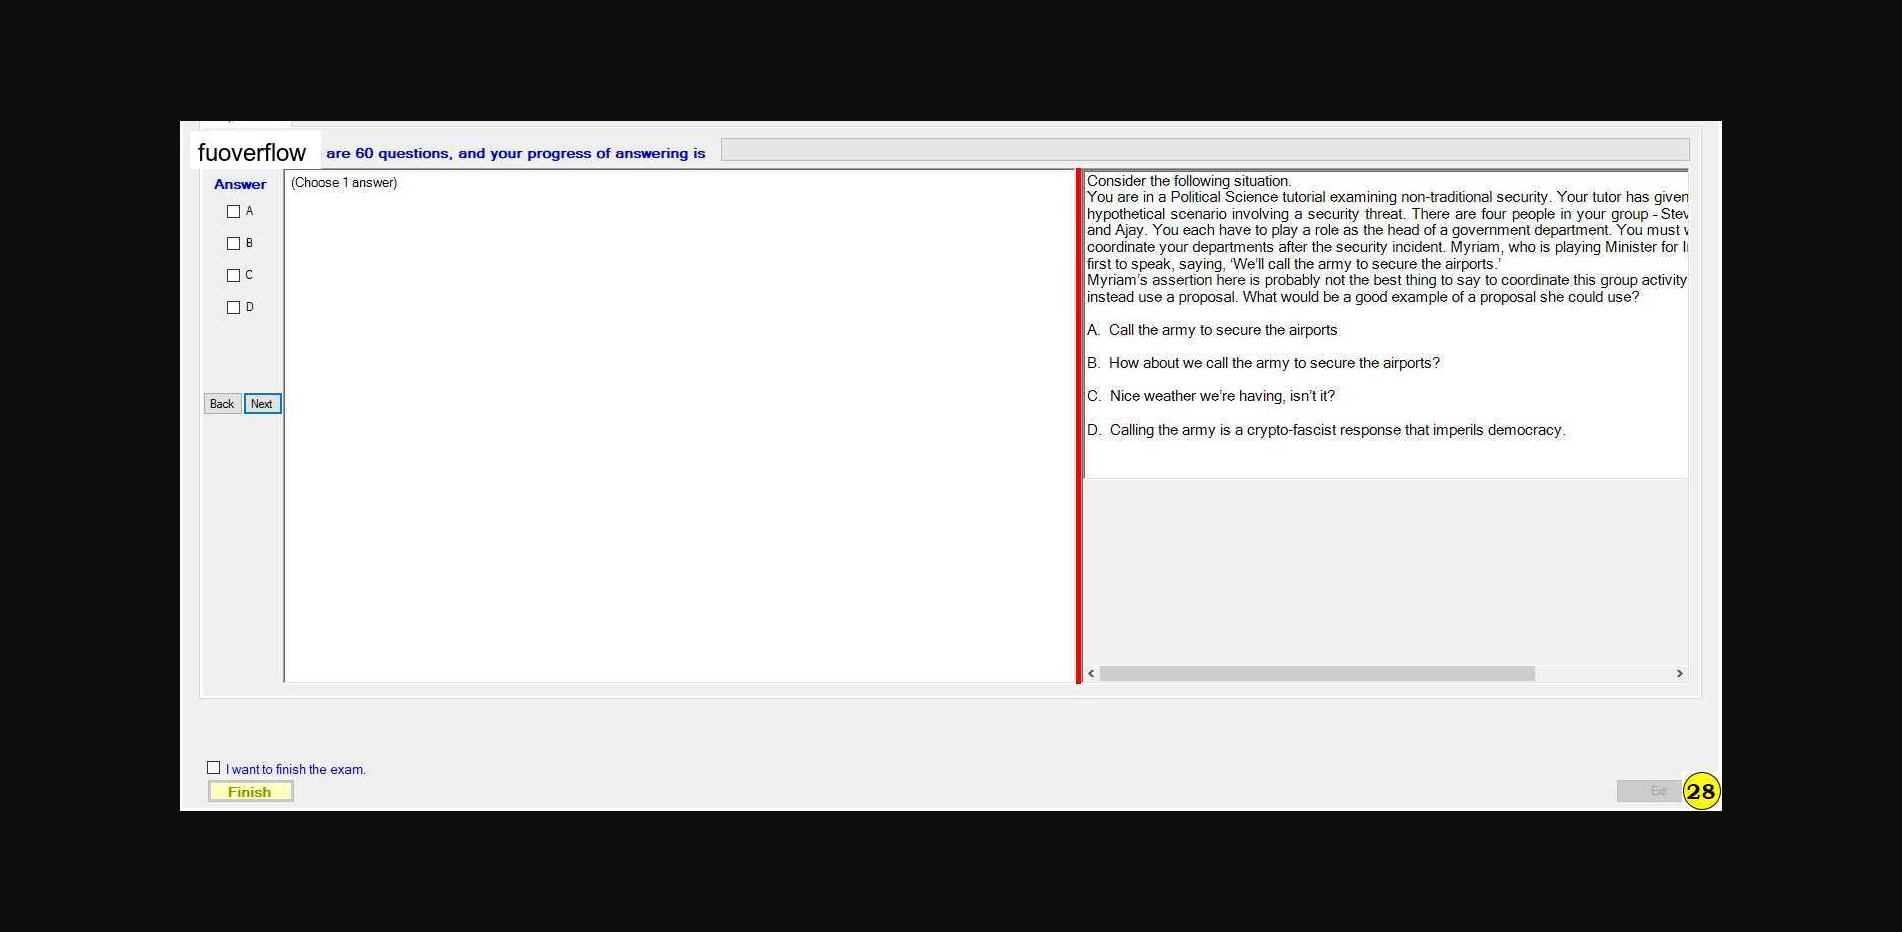 fuoverflow are 60 questions, and your progress of answering is
Answer
A
B
C
D
Back Next
(Choose 1 answer)
Consider the following situation.
You are in a Political Science tutorial examining non-traditional security. Your tutor has given
hypothetical scenario involving a security threat. There are four people in your group - Stev
and Ajay. You each have to play a role as the head of a government department. You must
coordinate your departments after the security incident. Myriam, who is playing Minister for
first to speak, saying, ‘We’ll call the army to secure the airports.’
Myriam’s assertion here is probably not the best thing to say to coordinate this group activity
instead use a proposal. What would be a good example of a proposal she could use?
A. Call the army to secure the airports
B. How about we call the army to secure the airports?
C. Nice weather we’re having, isn’t it?
D. Calling the army is a crypto-fascist response that imperils democracy.
I want to finish the exam.
Finish
Exit
28